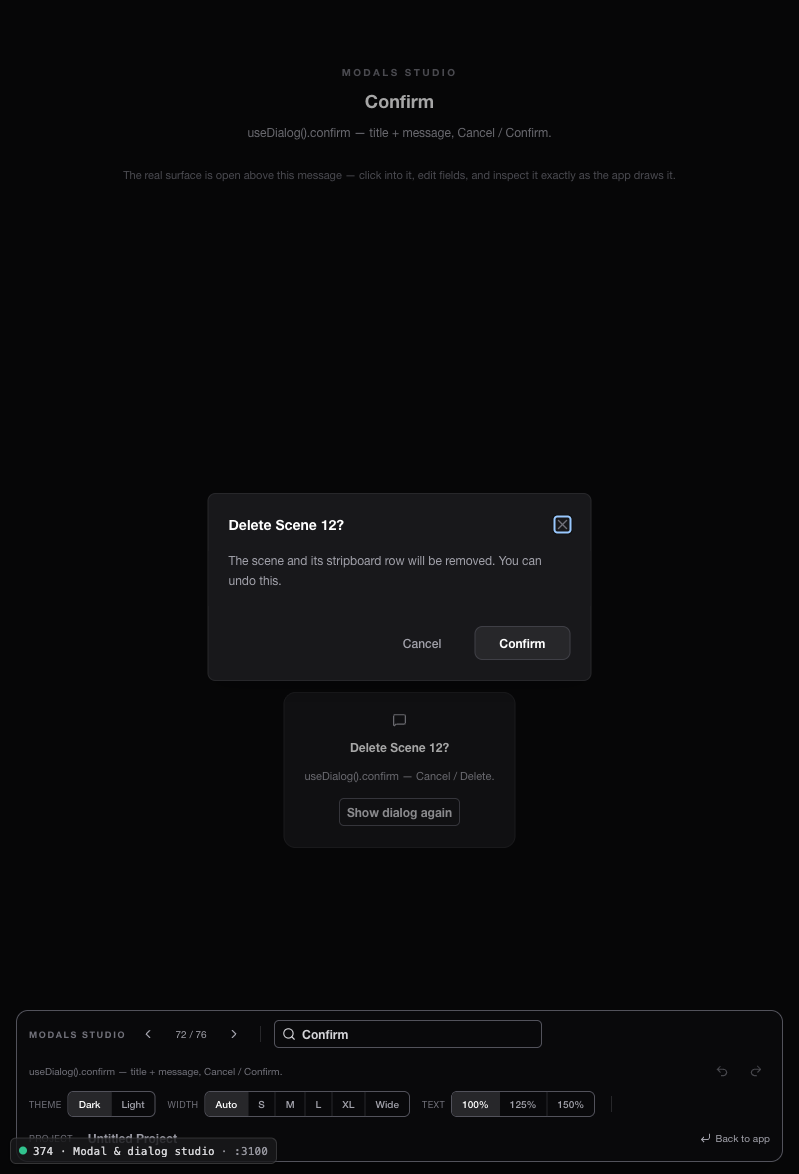 MODALS STUDIO
Confirm
useDialog().confirm — title + message, Cancel / Confirm.
The real surface is open above this message — click into it, edit fields, and inspect it exactly as the app draws it.
Delete Scene 12?
The scene and its stripboard row will be removed. You can
undo this.
Cancel
Confirm
Delete Scene 12?
useDialog().confirm — Cancel / Delete.
Show dialog again
MODALS STUDIO
72 / 76
Confirm
useDialog().confirm — title + message, Cancel / Confirm.
THEME Dark Light WIDTH Auto S M L XL Wide TEXT 100% 125% 150%
PROJECT Untitled Project
Back to app
374 · Modal & dialog studio · :3100